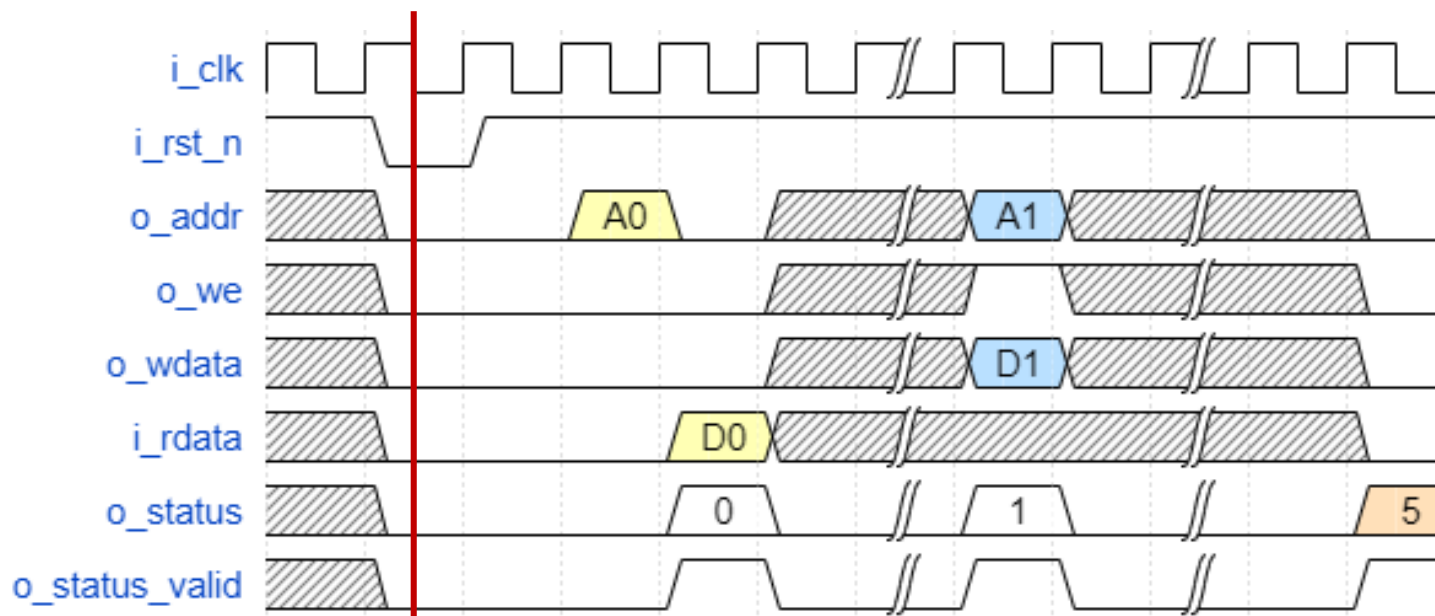 i_clk
i_rst_n
o_addr A0 A1
o_we
o_wdata D1
i_rdata D0
o_status 0 1 5
o_status_valid